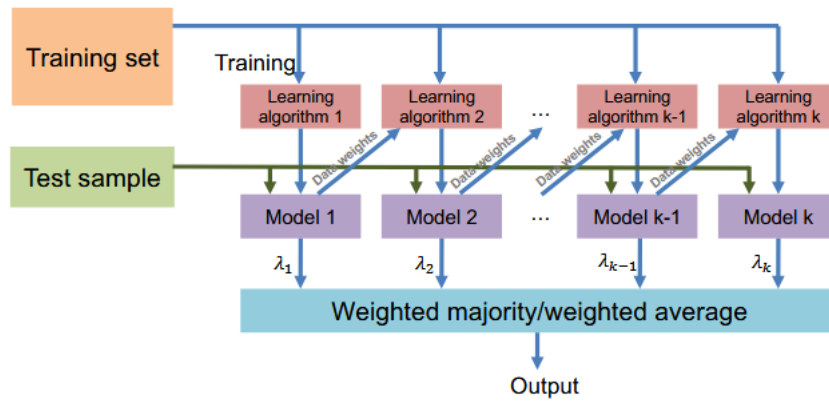 Training set
Training
Learning
algorithm 1
Learning
algorithm 2
...
Learning
algorithm k-1
Learning
algorithm k
Data weights
Data weights
Data weights
Data weights
Test sample
Model 1
Model 2
...
Model k-1
Model k
λ₁
λ₂
λₖ₋₁
λₖ
Weighted majority/weighted average
Output